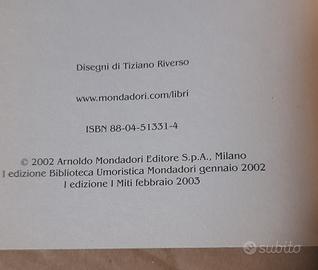 Disegni di Tiziano Riverso
www.mondadori.com/libri
ISBN 88-04-51331-4
© 2002 Arnoldo Mondadori Editore S.p.A., Milano
I edizione Biblioteca Umoristica Mondadori gennaio 2002
I edizione I Miti febbraio 2003
subito